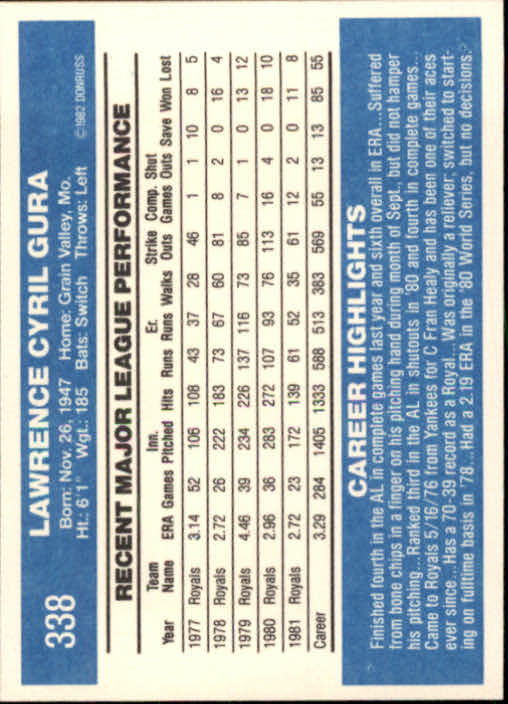 338
LAWRENCE CYRIL GURA
Born: Nov. 26, 1947 Home: Grain Valley, Mo.
Ht.: 6'1" Wgt.: 185 Bats: Switch Throws: Left
©1982 DONRUSS
RECENT MAJOR LEAGUE PERFORMANCE
Team Inn. Er. Strike Comp. Shut
Year Name ERA Games Pitched Hits Runs Runs Walks Outs Games Outs Save Won Lost
1977 Royals 3.14 52 106 108 43 37 28 46 1 1 10 8 5
1978 Royals 2.72 26 222 183 73 67 60 81 8 2 0 16 4
1979 Royals 4.46 39 234 226 137 116 73 85 7 1 0 13 12
1980 Royals 2.96 36 283 272 107 93 76 113 16 4 0 18 10
1981 Royals 2.72 23 172 139 61 52 35 61 12 2 0 11 8
Career 3.29 284 1405 1333 588 513 383 569 55 13 13 85 55
CAREER HIGHLIGHTS
Finished fourth in the AL in complete games last year and sixth overall in ERA...Suffered
from bone chips in a finger on his pitching hand during month of Sept., but did not hamper
his pitching...Ranked third in the AL in shutouts in '80 and fourth in complete games...
Came to Royals 5/16/76 from Yankees for C Fran Healy and has been one of their aces
ever since...Has a 70-39 record as a Royal...Was originally a reliever; switched to start-
ing on fulltime basis in '78...Had a 2.19 ERA in the '80 World Series, but no decisions.